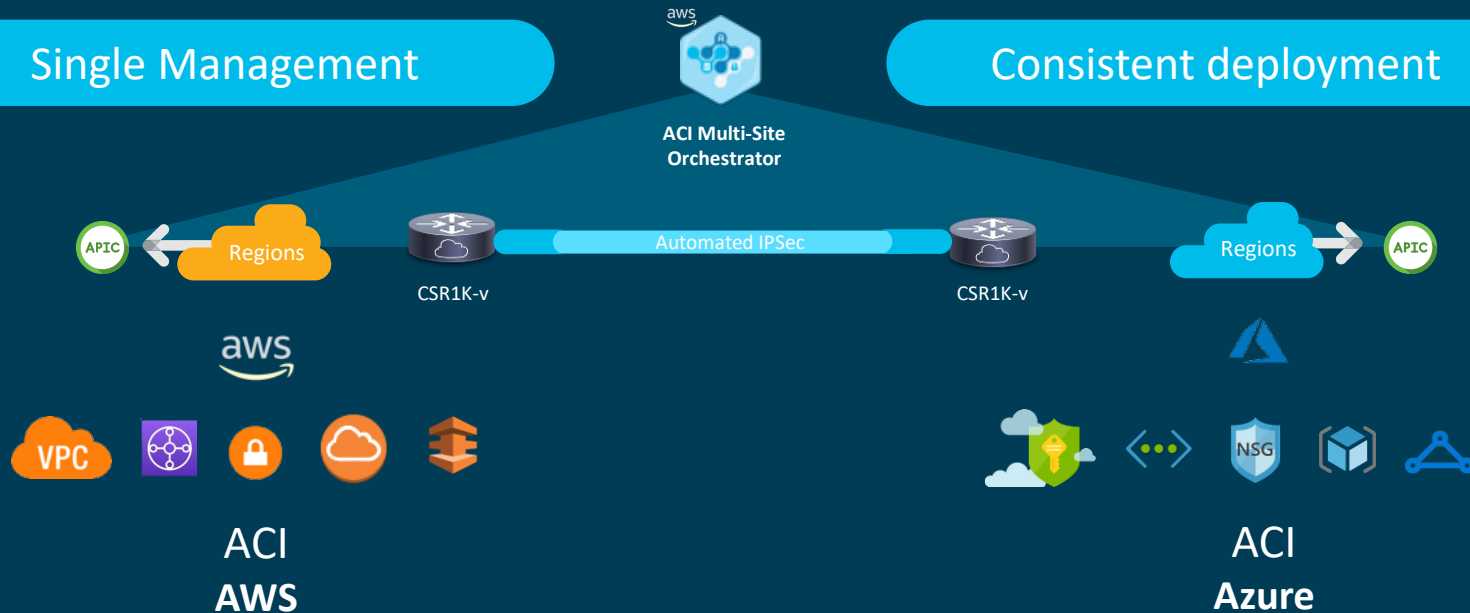 aws
Single Management
Consistent deployment
ACI Multi-Site
Orchestrator
APIC
Regions
Automated IPSec
Regions
APIC
CSR1K-v
CSR1K-v
aws
VPC
NSG
ACI
AWS
ACI
Azure